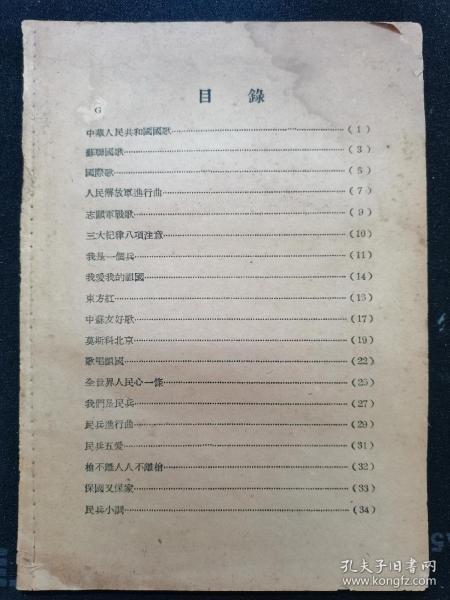 目 錄
G
中華人民共和國國歌……(1)
蘇聯國歌……(3)
國際歌……(5)
人民解放軍進行曲……(7)
志願軍戰歌……(9)
三大紀律八項注意……(10)
我是一個兵……(11)
我愛我的祖國……(14)
東方紅……(15)
中蘇友好歌……(17)
莫斯科北京……(19)
歌唱祖國……(22)
全世界人民心一條……(25)
我們是民兵……(27)
民兵進行曲……(29)
民兵五愛……(31)
槍不離人人不離槍……(32)
保國又保家……(33)
民兵小調……(34)
孔夫子旧书网
www.kongfz.com